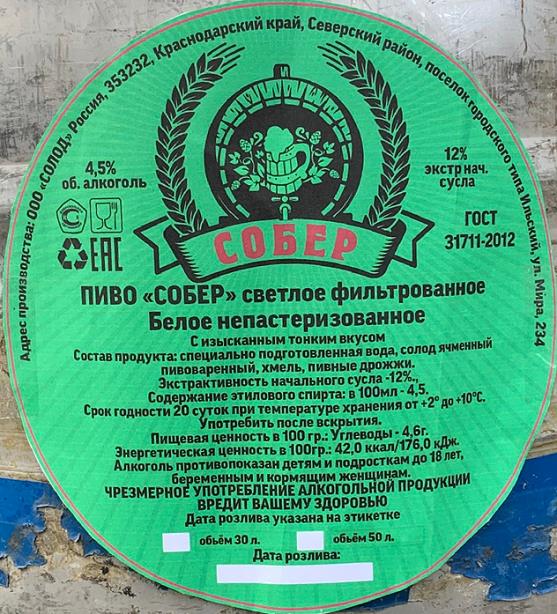 Адрес производства: ООО «СОЛОД» Россия, 353232, Краснодарский край, Северский район, поселок городского типа Ильский, ул. Мира, 234
4,5%
об. алкоголь
12%
экстр нач.
сусла
ЕАС
ГОСТ
31711-2012
СОБЕР
ПИВО «СОБЕР» светлое фильтрованное
Белое непастеризованное
С изысканным тонким вкусом
Состав продукта: специально подготовленная вода, солод ячменный
пивоваренный, хмель, пивные дрожжи.
Экстрактивность начального сусла -12%.,
Содержание этилового спирта: в 100мл - 4,5.
Срок годности 20 суток при температуре хранения от +2° до +10°С.
Употребить после вскрытия.
Пищевая ценность в 100 гр.: Углеводы - 4,6г.
Энергетическая ценность в 100гр.: 42,0 ккал/176,0 кДж.
Алкоголь противопоказан детям и подросткам до 18 лет,
беременным и кормящим женщинам.
ЧРЕЗМЕРНОЕ УПОТРЕБЛЕНИЕ АЛКОГОЛЬНОЙ ПРОДУКЦИИ
ВРЕДИТ ВАШЕМУ ЗДОРОВЬЮ
Дата розлива указана на этикетке
обьём 30 л.
обьём 50 л.
Дата розлива: